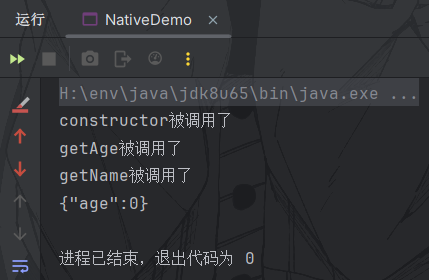 运行
NativeDemo
H:\env\java\jdk8u65\bin\java.exe ...
constructor被调用了
getAge被调用了
getName被调用了
{"age":0}
进程已结束，退出代码为 0